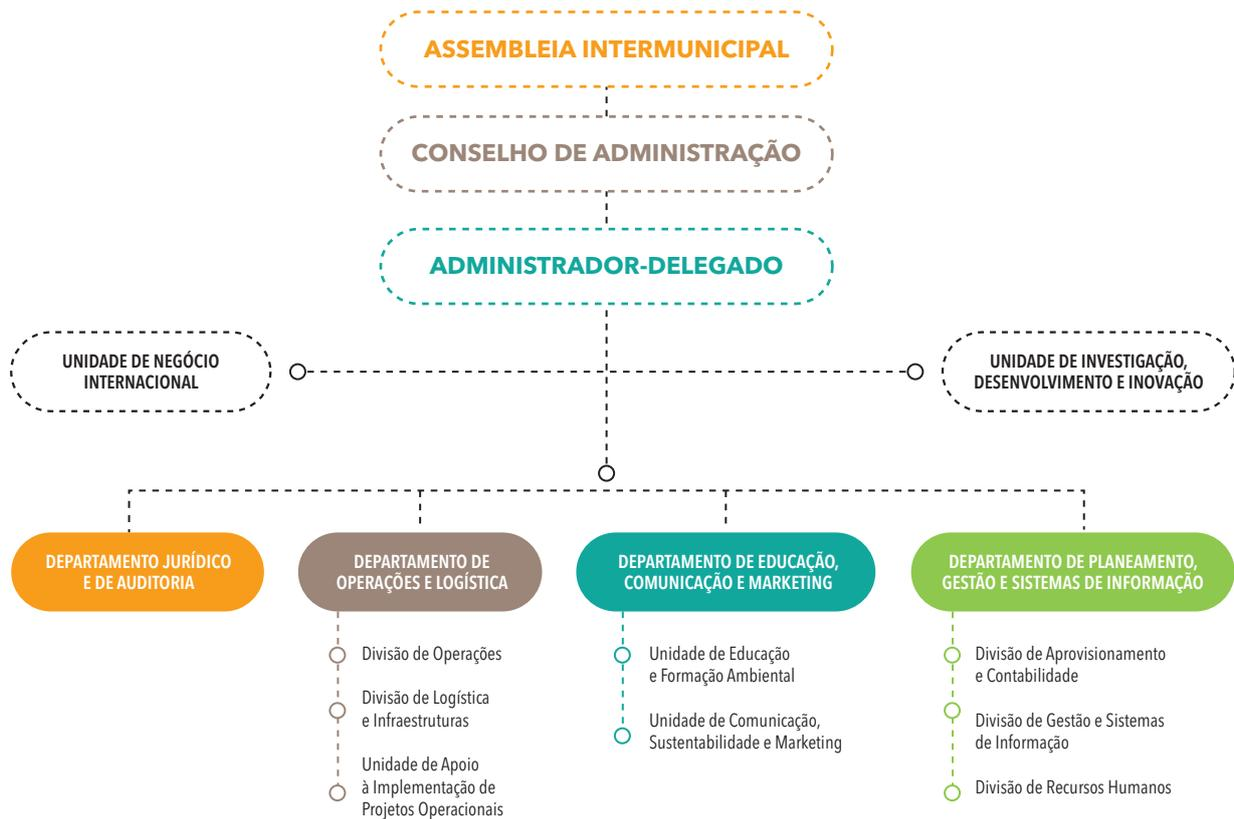 ASSEMBLEIA INTERMUNICIPAL
CONSELHO DE ADMINISTRAÇÃO
ADMINISTRADOR-DELEGADO
UNIDADE DE NEGÓCIO
INTERNACIONAL
UNIDADE DE INVESTIGAÇÃO,
DESENVOLVIMENTO E INOVAÇÃO
DEPARTAMENTO JURÍDICO
E DE AUDITORIA
DEPARTAMENTO DE
OPERAÇÕES E LOGÍSTICA
DEPARTAMENTO DE EDUCAÇÃO,
COMUNICAÇÃO E MARKETING
DEPARTAMENTO DE PLANEAMENTO,
GESTÃO E SISTEMAS DE INFORMAÇÃO
Divisão de Operações
Divisão de Logística
e Infraestruturas
Unidade de Apoio
à Implementação de
Projetos Operacionais
Unidade de Educação
e Formação Ambiental
Unidade de Comunicação,
Sustentabilidade e Marketing
Divisão de Aprovisionamento
e Contabilidade
Divisão de Gestão e Sistemas
de Informação
Divisão de Recursos Humanos